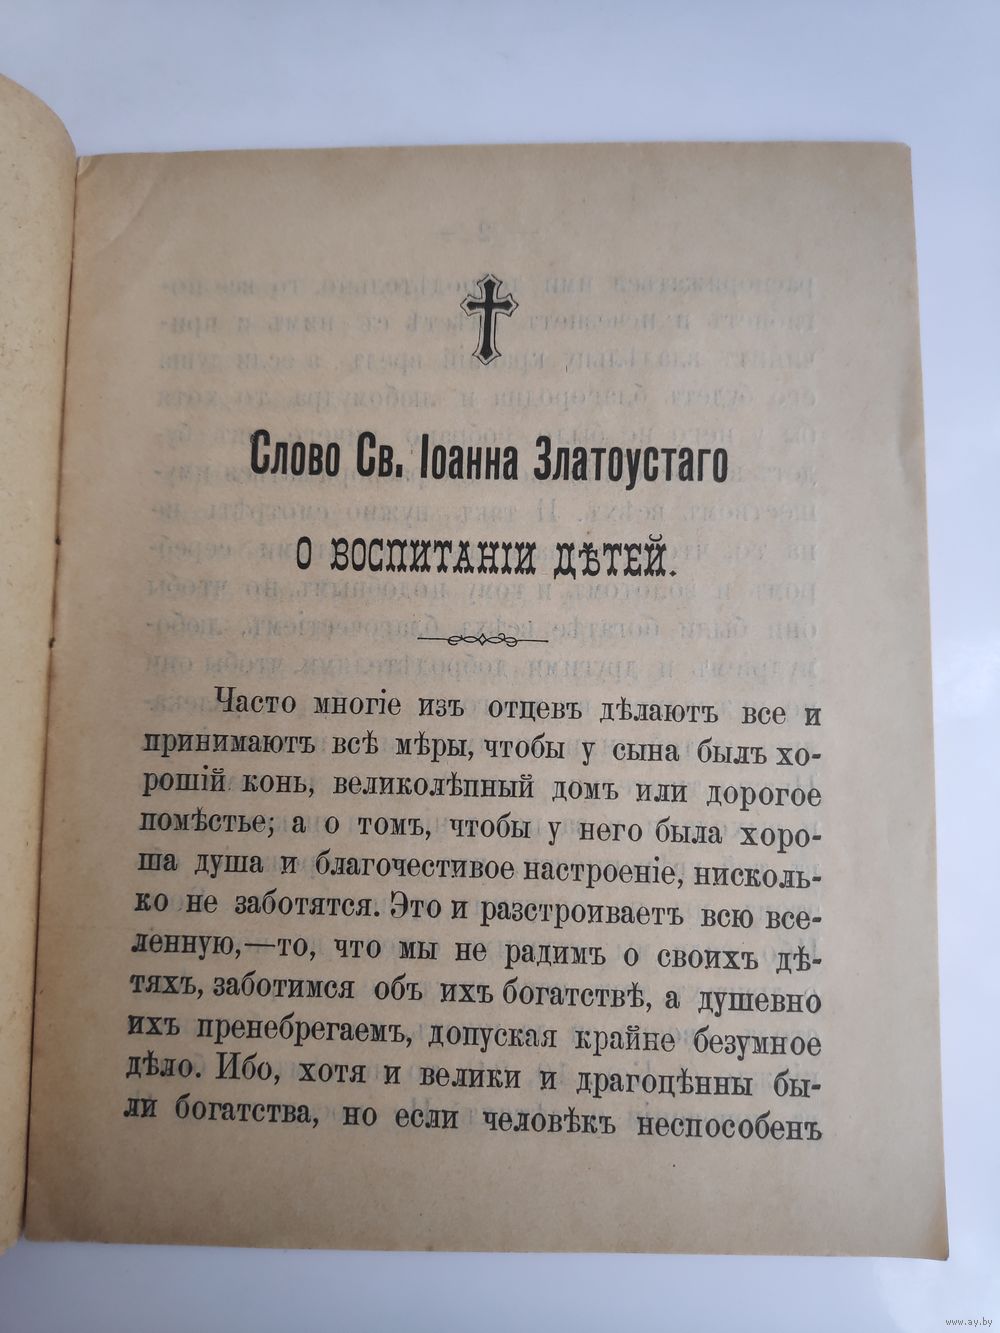 Слово Св. Іоанна Златоустаго
О ВОСПИТАНІИ ДѢТЕЙ.
Часто многіе изъ отцевъ дѣлаютъ все и
принимаютъ всѣ мѣры, чтобы у сына былъ хо-
рошій конь, великолѣпный домъ или дорогое
помѣстье; а о томъ, чтобы у него была хоро-
ша душа и благочестивое настроеніе, нисколь-
ко не заботятся. Это и разстроиваетъ всю все-
ленную,—то, что мы не радимъ о своихъ дѣ-
тяхъ, заботимся объ ихъ богатствѣ, а душевно
ихъ пренебрегаемъ, допуская крайне безумное
дѣло. Ибо, хотя и велики и драгоцѣнны бы-
ли богатства, но если человѣкъ неспособенъ
www.ay.by